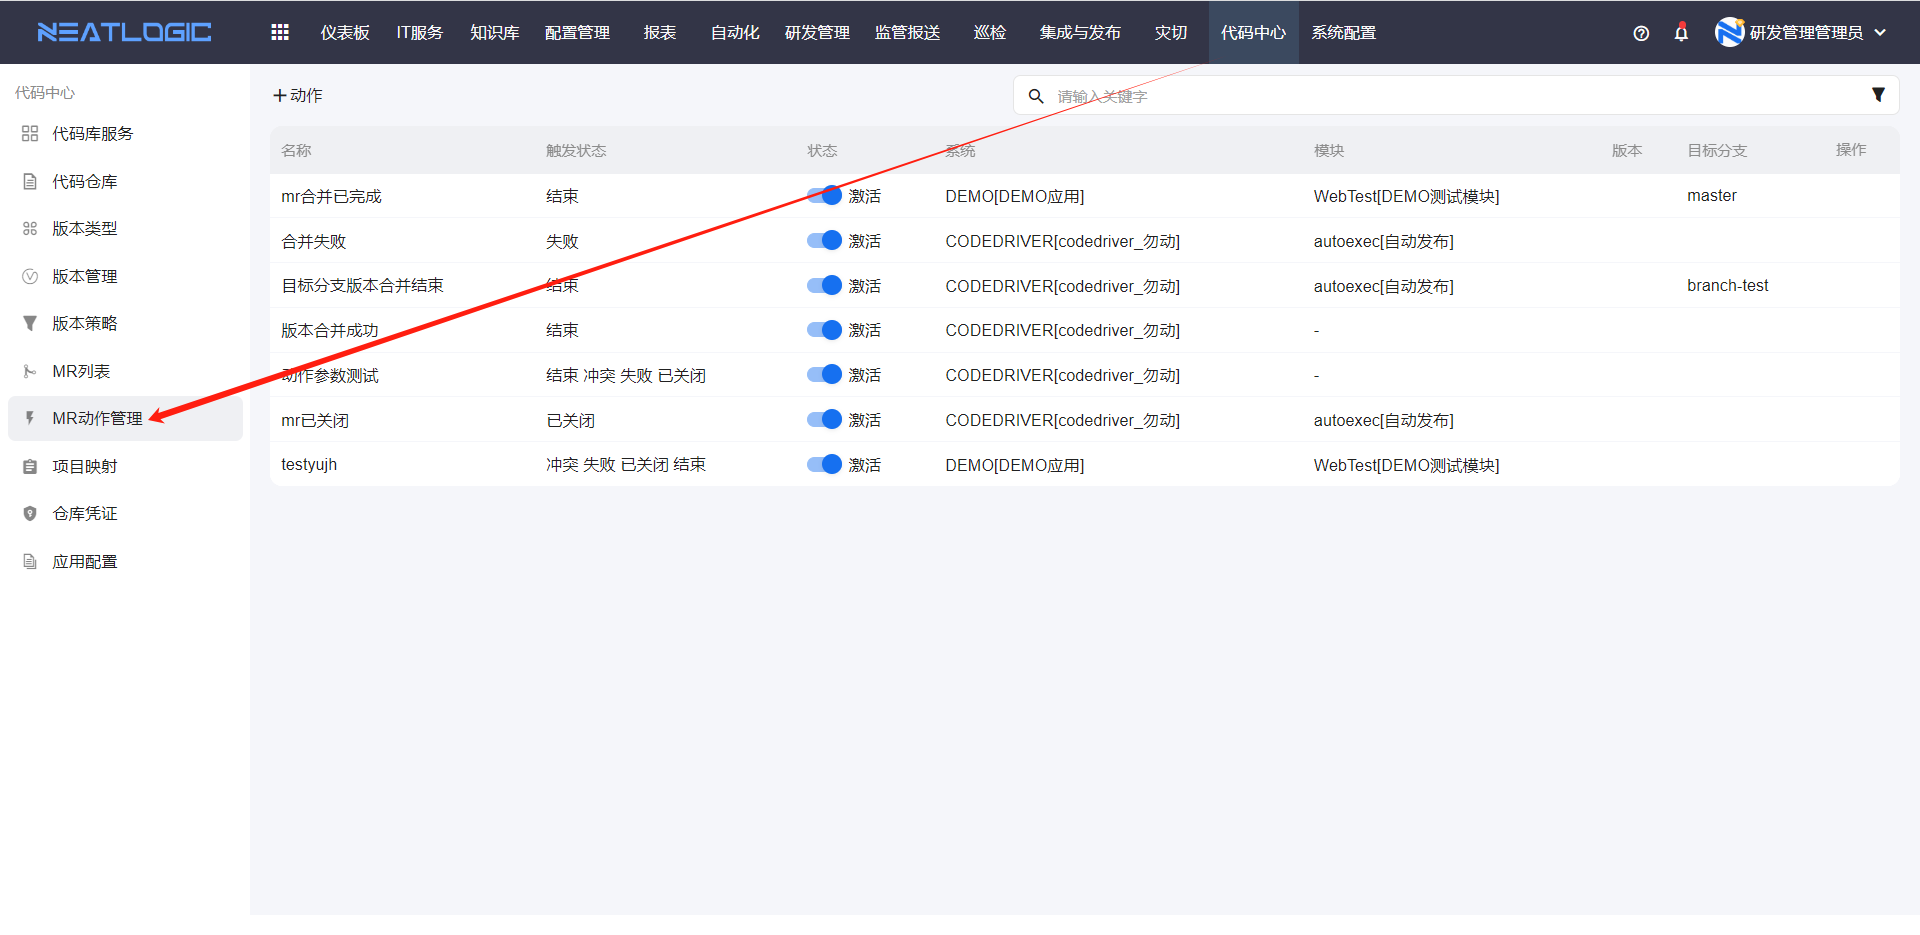 NEATLOGIC 仪表板 IT服务 知识库 配置管理 报表 自动化 研发管理 监管报送 巡检 集成与发布 灾切 代码中心 系统配置 研发管理管理员
代码中心
代码库服务
代码仓库
版本类型
版本管理
版本策略
MR列表
MR动作管理
项目映射
仓库凭证
应用配置
+动作 请输入关键字
名称 触发状态 状态 系统 模块 版本 目标分支 操作
mr合并已完成 结束 激活 DEMO[DEMO应用] WebTest[DEMO测试模块] master
合并失败 失败 激活 CODEDRIVER[codedriver_勿动] autoexec[自动发布]
目标分支版本合并结束 结束 激活 CODEDRIVER[codedriver_勿动] autoexec[自动发布] branch-test
版本合并成功 结束 激活 CODEDRIVER[codedriver_勿动] -
动作参数测试 结束 冲突 失败 已关闭 激活 CODEDRIVER[codedriver_勿动] -
mr已关闭 已关闭 激活 CODEDRIVER[codedriver_勿动] autoexec[自动发布]
testyujh 冲突 失败 已关闭 结束 激活 DEMO[DEMO应用] WebTest[DEMO测试模块]